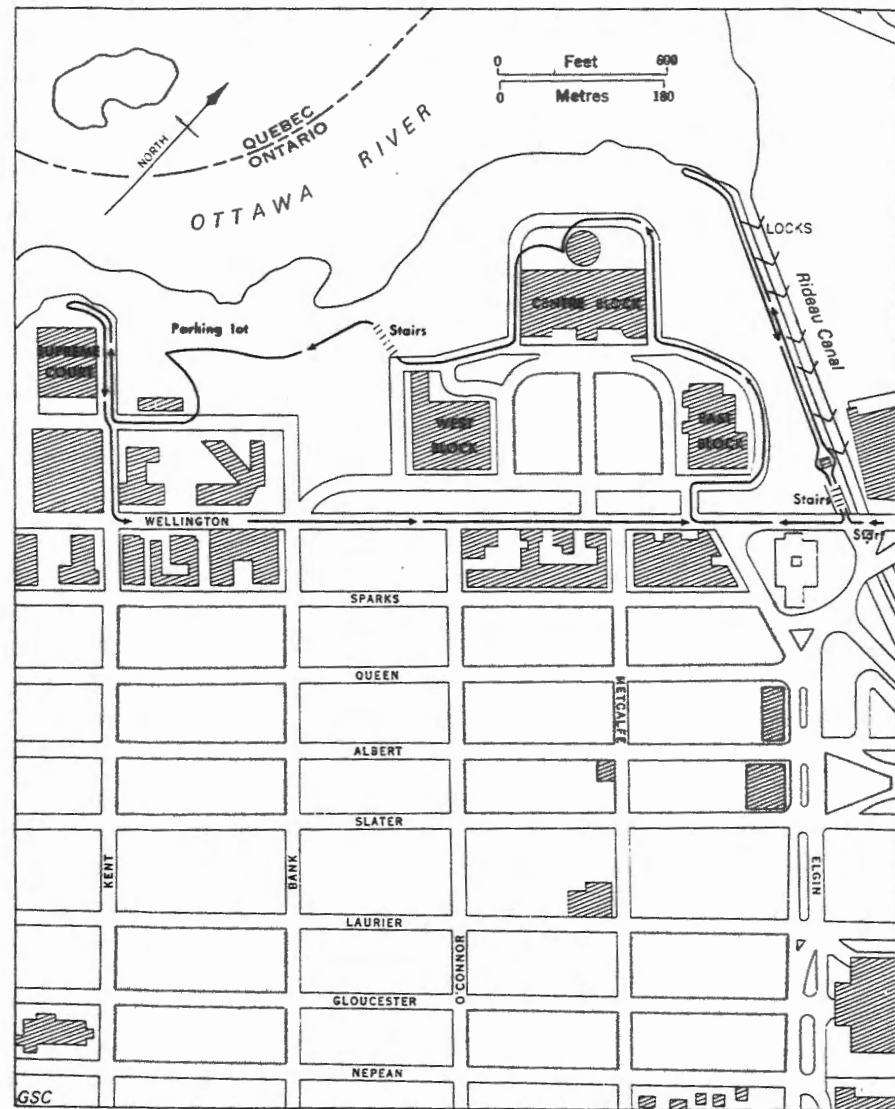 0 Feet 600
0 Metres 180
NORTH
QUEBEC
ONTARIO
OTTAWA RIVER
LOCKS
Rideau Canal
CENTRE BLOCK
Parking lot
Stairs
SUPREME
COURT
WEST
BLOCK
EAST
BLOCK
Stairs
WELLINGTON
SPARKS
QUEEN
METCALFE
ALBERT
SLATER
KENT
BANK
ELGIN
LAURIER
O'CONNOR
GLOUCESTER
NEPEAN
GSC